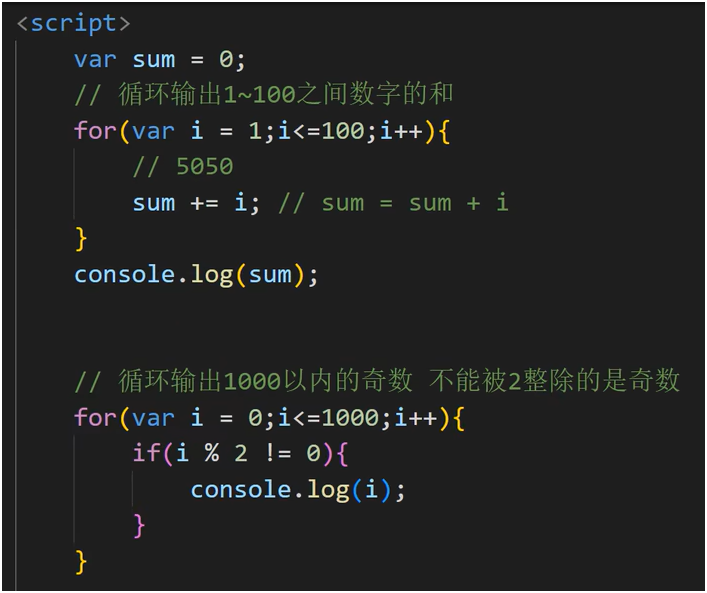 <script>
var sum = 0;
// 循环输出1~100之间数字的和
for(var i = 1;i<=100;i++){
// 5050
sum += i; // sum = sum + i
}
console.log(sum);
// 循环输出1000以内的奇数 不能被2整除的是奇数
for(var i = 0;i<=1000;i++){
if(i % 2 != 0){
console.log(i);
}
}